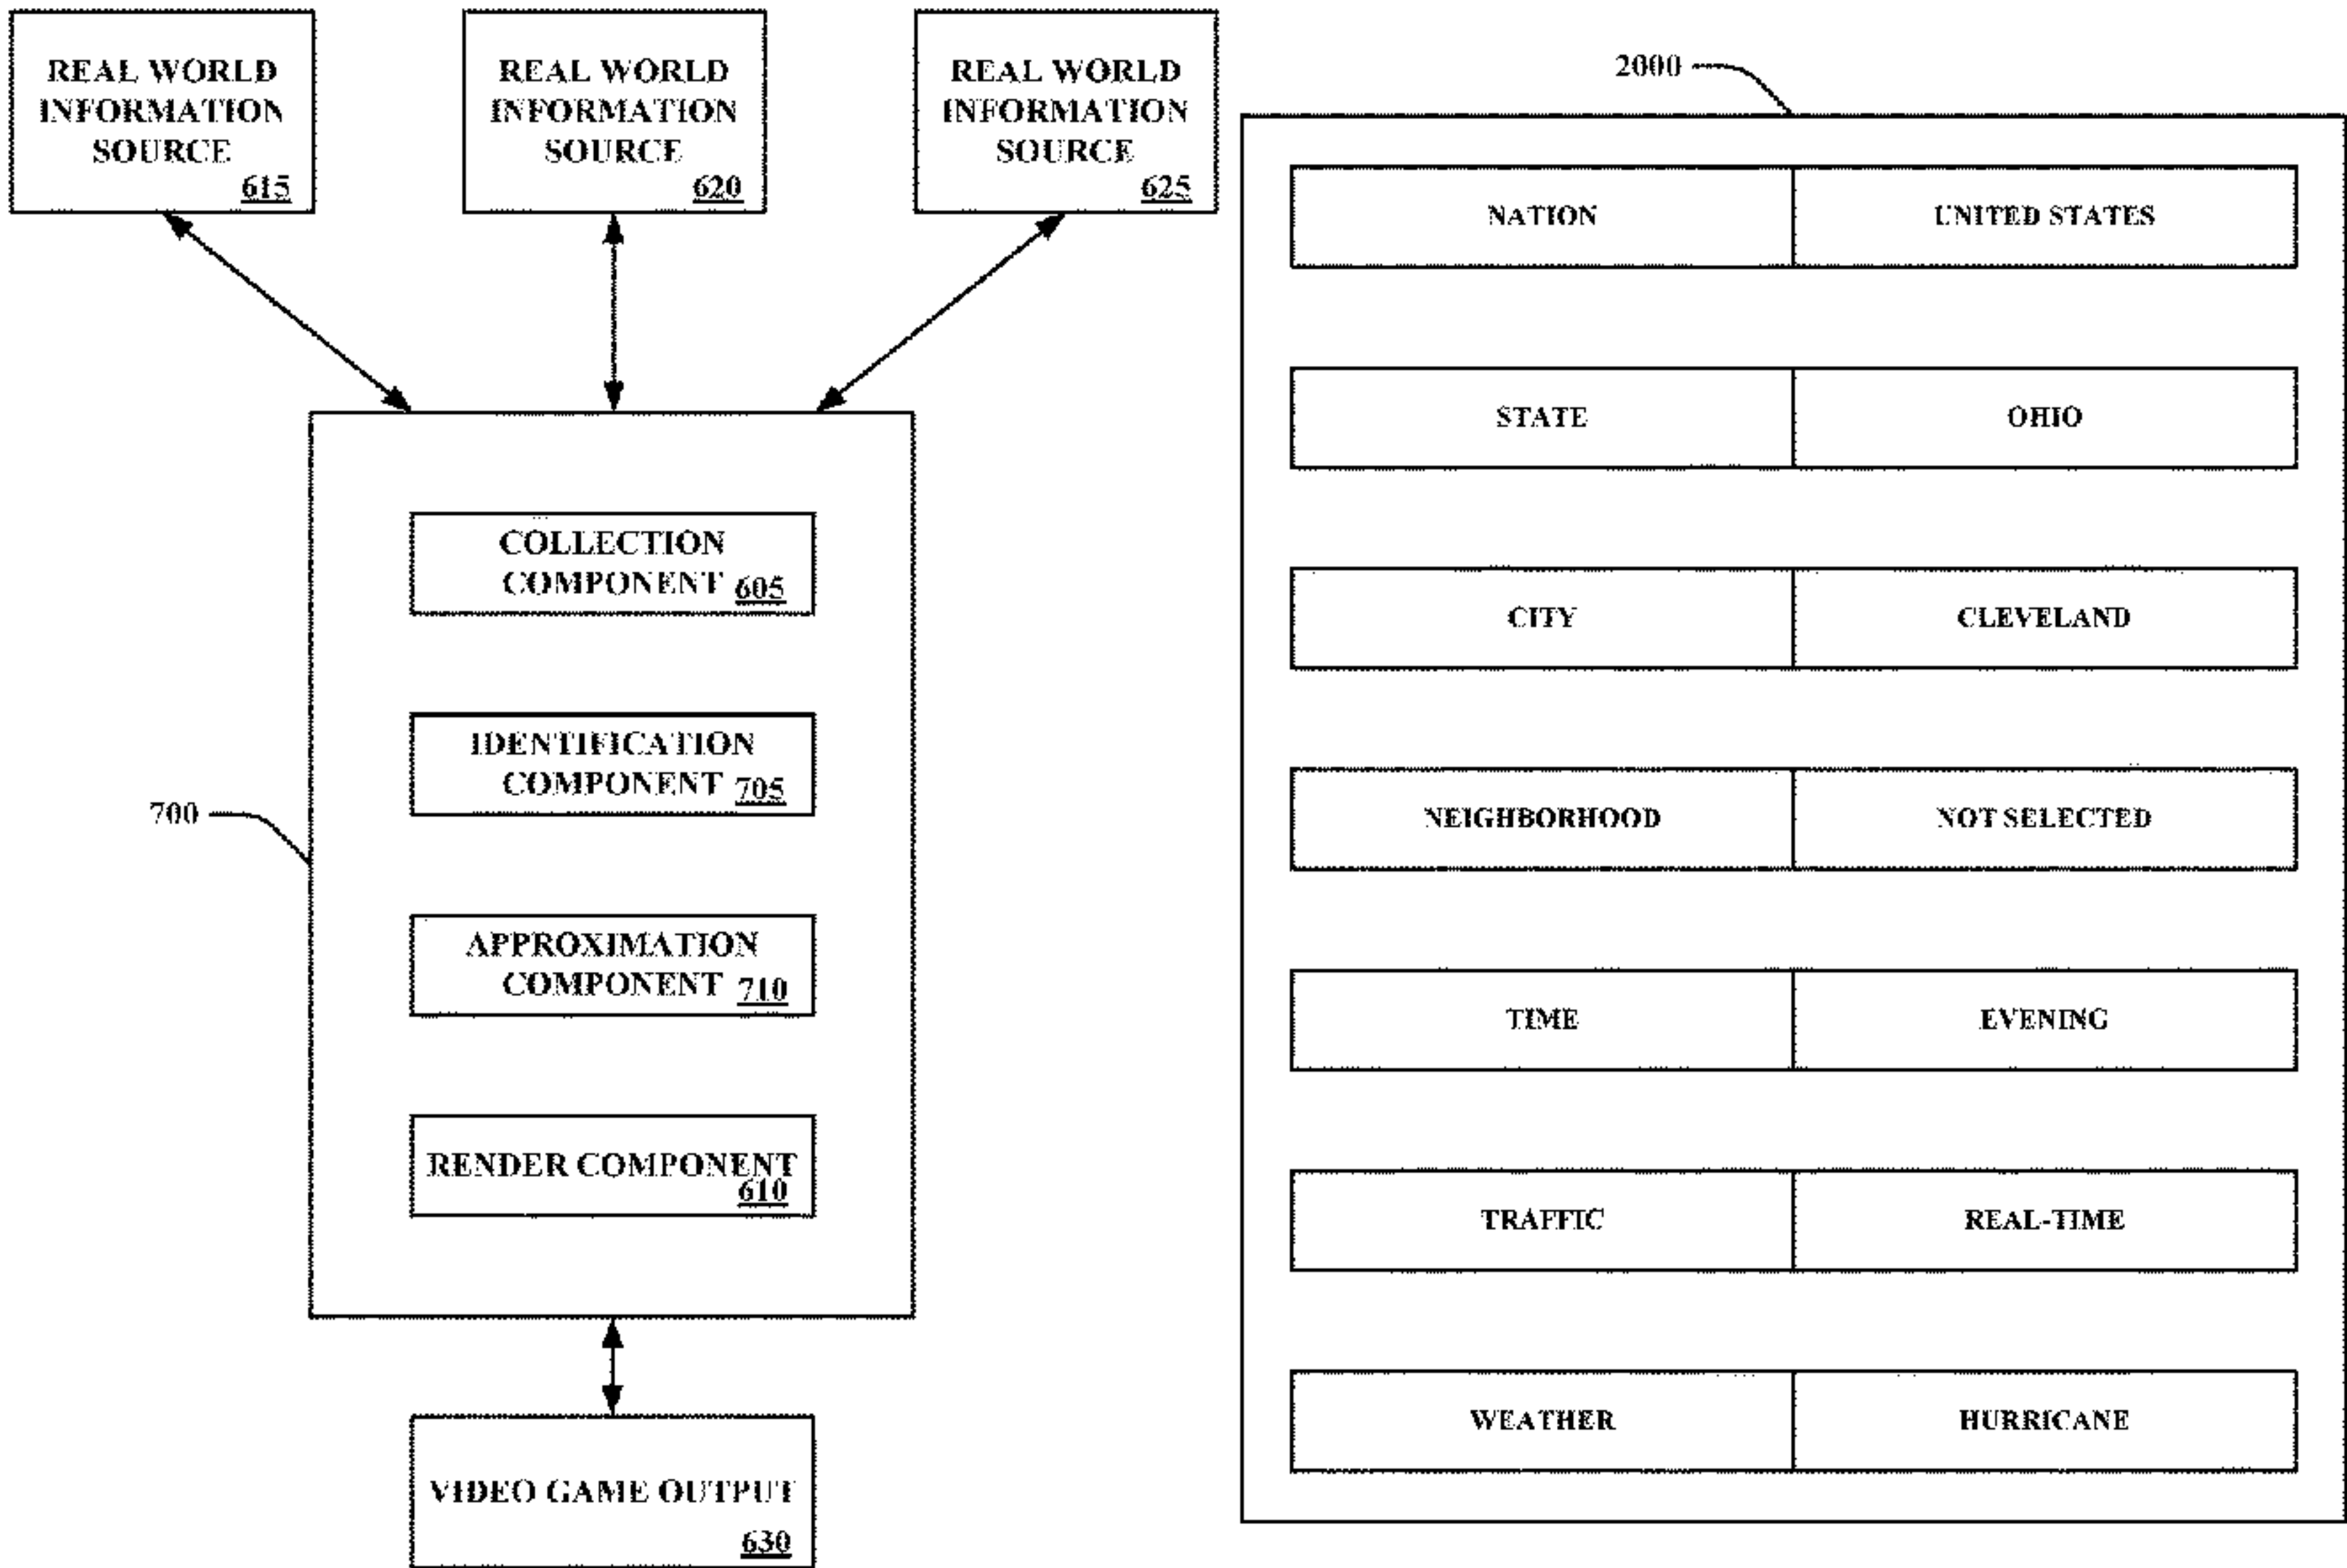 REAL WORLD
INFORMATION
SOURCE
615
REAL WORLD
INFORMATION
SOURCE
620
REAL WORLD
INFORMATION
SOURCE
625
700
COLLECTION
COMPONENT 605
IDENTIFICATION
COMPONENT 705
APPROXIMATION
COMPONENT 710
RENDER COMPONENT
610
VIDEO GAME OUTPUT
630
2000
NATION UNITED STATES
STATE OHIO
CITY CLEVELAND
NEIGHBORHOOD NOT SELECTED
TIME EVENING
TRAFFIC REAL-TIME
WEATHER HURRICANE